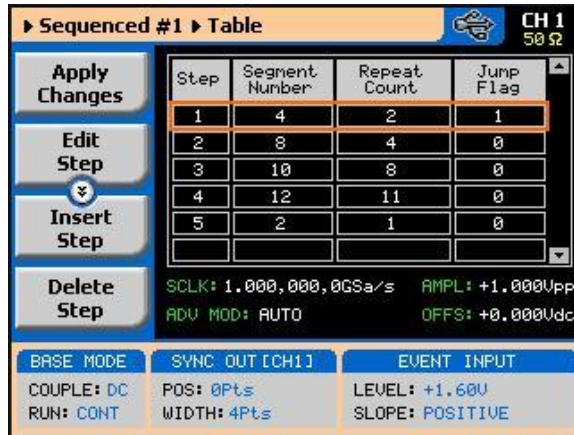 ▸ Sequenced #1 ▸ Table
CH 1
50 Ω
Apply Changes
Edit Step
Insert Step
Delete Step
Step Segment Number Repeat Count Jump Flag
1 4 2 1
2 8 4 0
3 10 8 0
4 12 11 0
5 2 1 0
SCLK: 1.000,000,0GSa/s AMPL: +1.000Vpp
ADV MOD: AUTO OFFS: +0.000Vdc
BASE MODE SYNC OUT [CH1] EVENT INPUT
COUPLE: DC POS: 0Pts LEVEL: +1.60V
RUN: CONT WIDTH: 4Pts SLOPE: POSITIVE